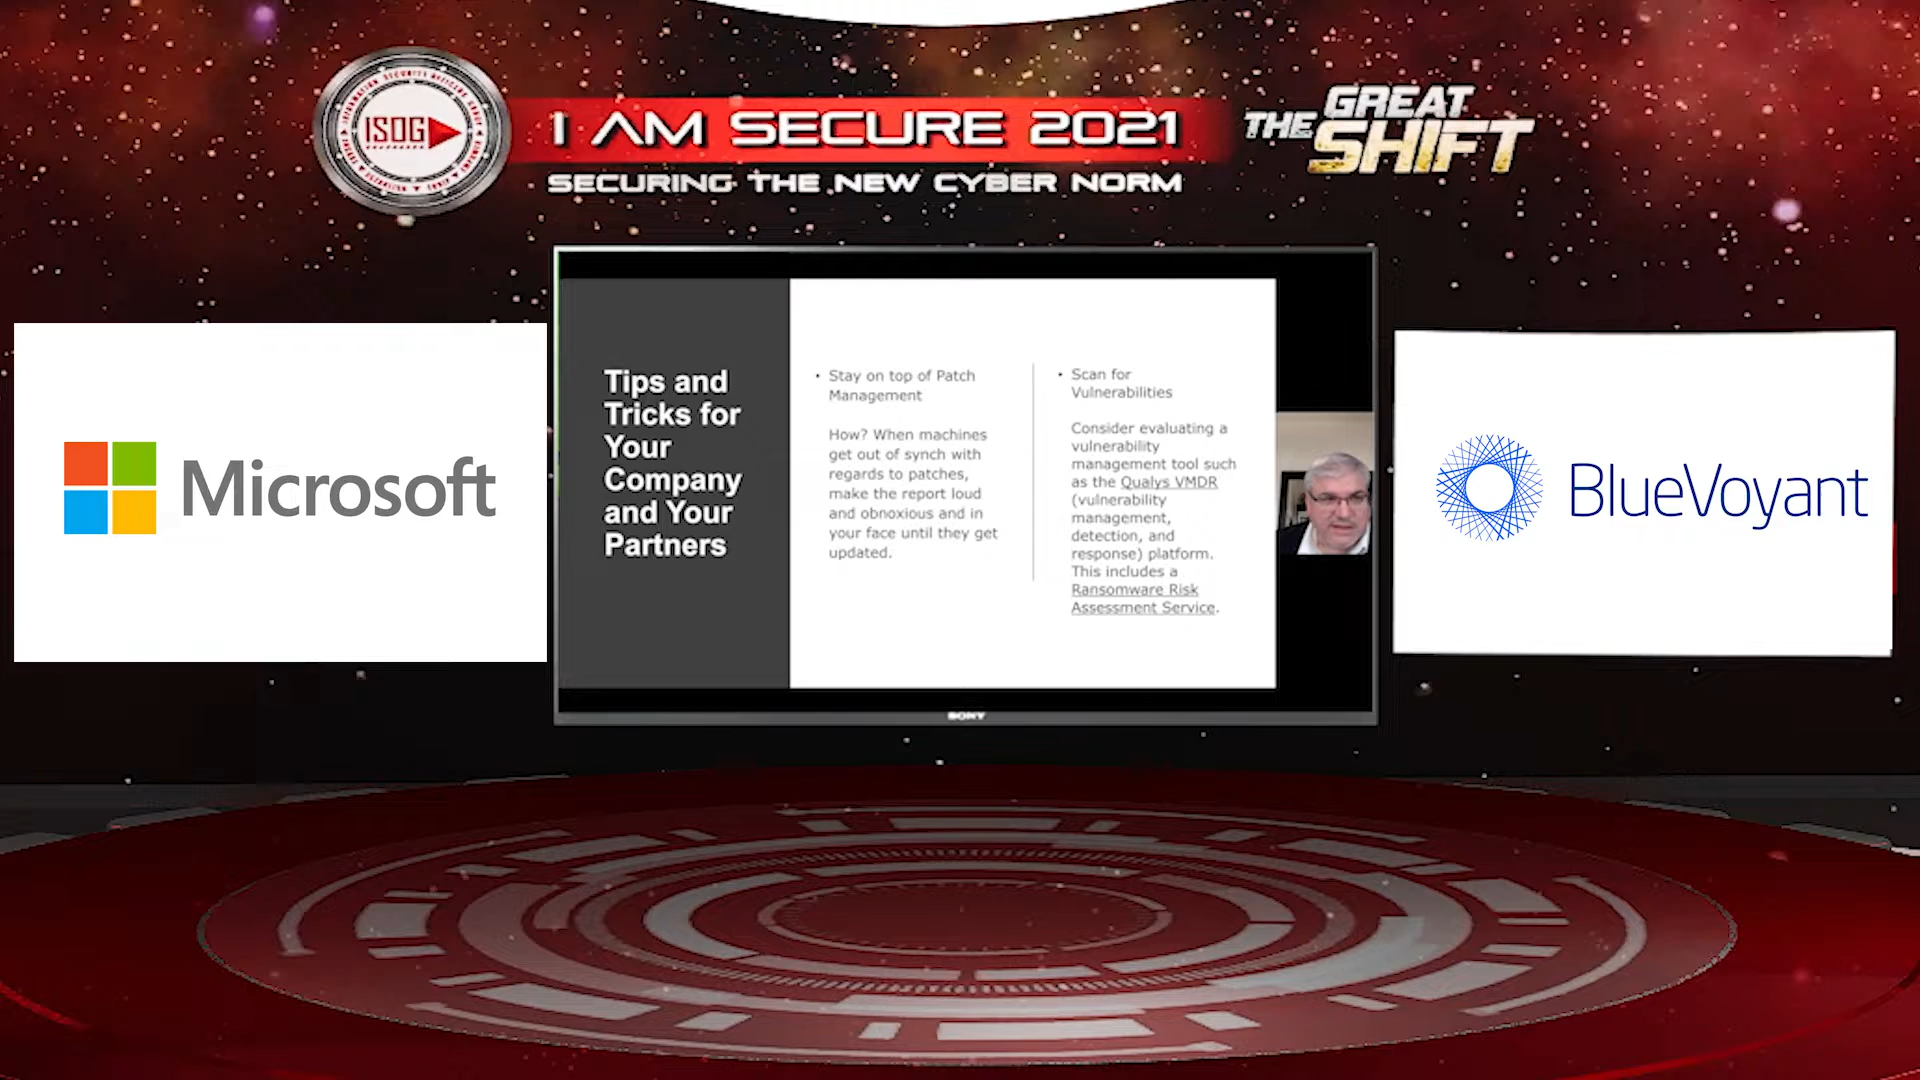 INFORMATION SECURITY OFFICERS GROUP
ISOG
I AM SECURE 2021
SECURING THE NEW CYBER NORM
THE GREAT SHIFT
Microsoft
Tips and
Tricks for
Your
Company
and Your
Partners
• Stay on top of Patch
Management
How? When machines
get out of synch with
regards to patches,
make the report loud
and obnoxious and in
your face until they get
updated.
• Scan for
Vulnerabilities
Consider evaluating a
vulnerability
management tool such
as the Qualys VMDR
(vulnerability
management,
detection, and
response) platform.
This includes a
Ransomware Risk
Assessment Service.
SONY
BlueVoyant